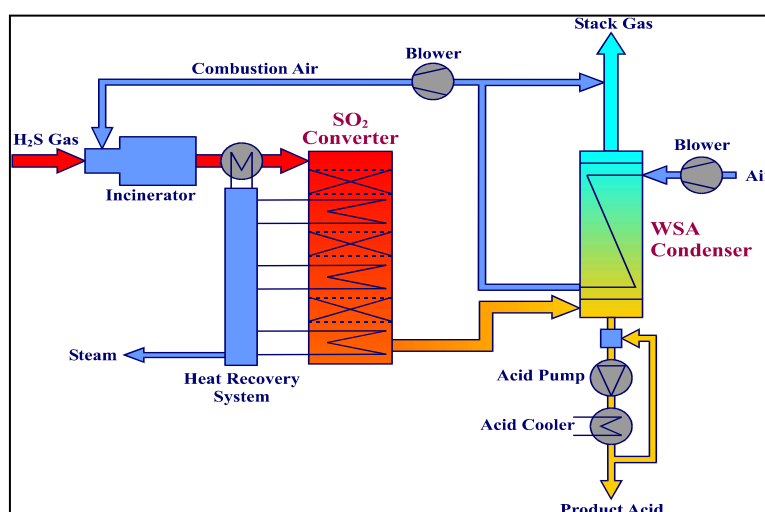 Stack Gas
Blower
Combustion Air
H₂S Gas
SO₂
Converter
Blower
Incinerator
Air
WSA
Condenser
Steam
Heat Recovery
System
Acid Pump
Acid Cooler
Product Acid